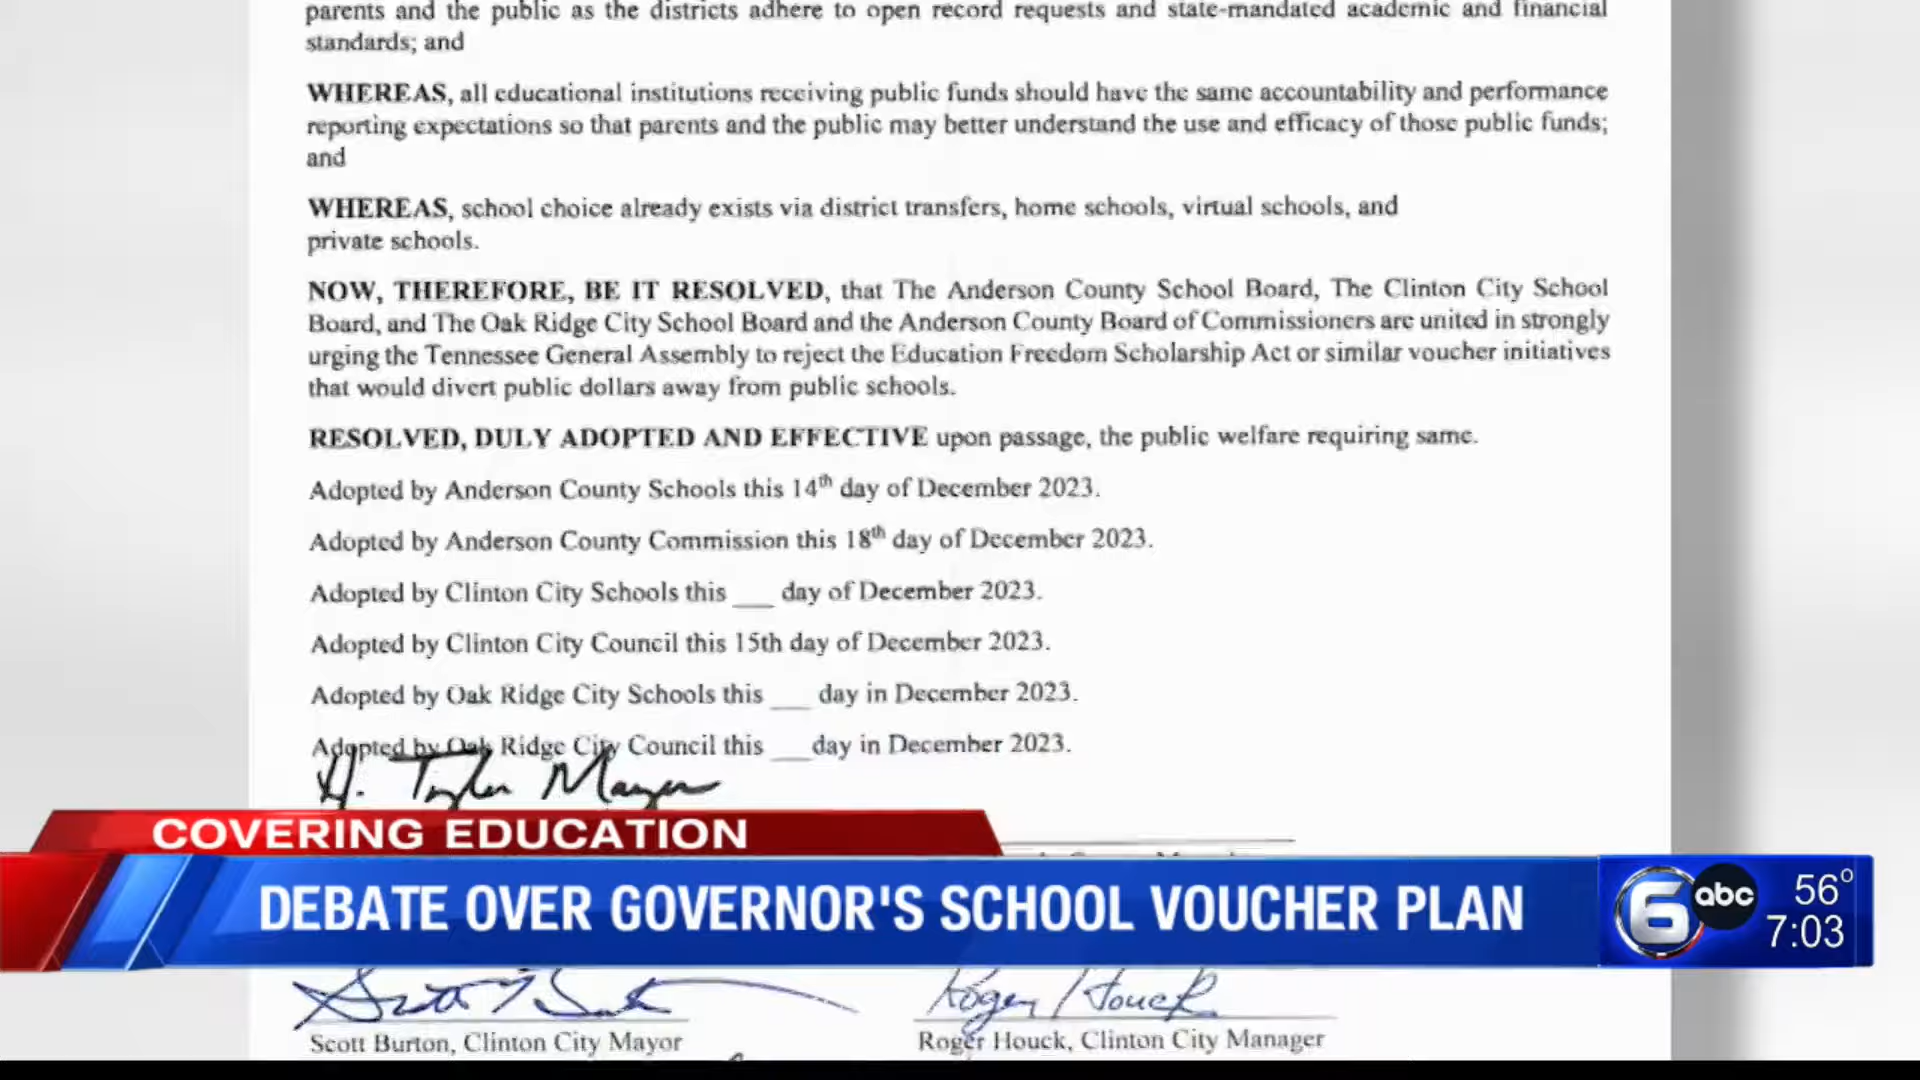 parents and the public as the districts adhere to open record requests and state-mandated academic and financial
standards; and
WHEREAS, all educational institutions receiving public funds should have the same accountability and performance
reporting expectations so that parents and the public may better understand the use and efficacy of those public funds;
and
WHEREAS, school choice already exists via district transfers, home schools, virtual schools, and
private schools.
NOW, THEREFORE, BE IT RESOLVED, that The Anderson County School Board, The Clinton City School
Board, and The Oak Ridge City School Board and the Anderson County Board of Commissioners are united in strongly
urging the Tennessee General Assembly to reject the Education Freedom Scholarship Act or similar voucher initiatives
that would divert public dollars away from public schools.
RESOLVED, DULY ADOPTED AND EFFECTIVE upon passage, the public welfare requiring same.
Adopted by Anderson County Schools this 14th day of December 2023.
Adopted by Anderson County Commission this 18th day of December 2023.
Adopted by Clinton City Schools this ___ day of December 2023.
Adopted by Clinton City Council this 15th day of December 2023.
Adopted by Oak Ridge City Schools this ___ day in December 2023.
Adopted by Oak Ridge City Council this ___day in December 2023.
H. Tyler Mayes
COVERING EDUCATION
DEBATE OVER GOVERNOR'S SCHOOL VOUCHER PLAN
6 abc 56°
7:03
Roger Houck
Scott Burton, Clinton City Mayor
Roger Houck, Clinton City Manager